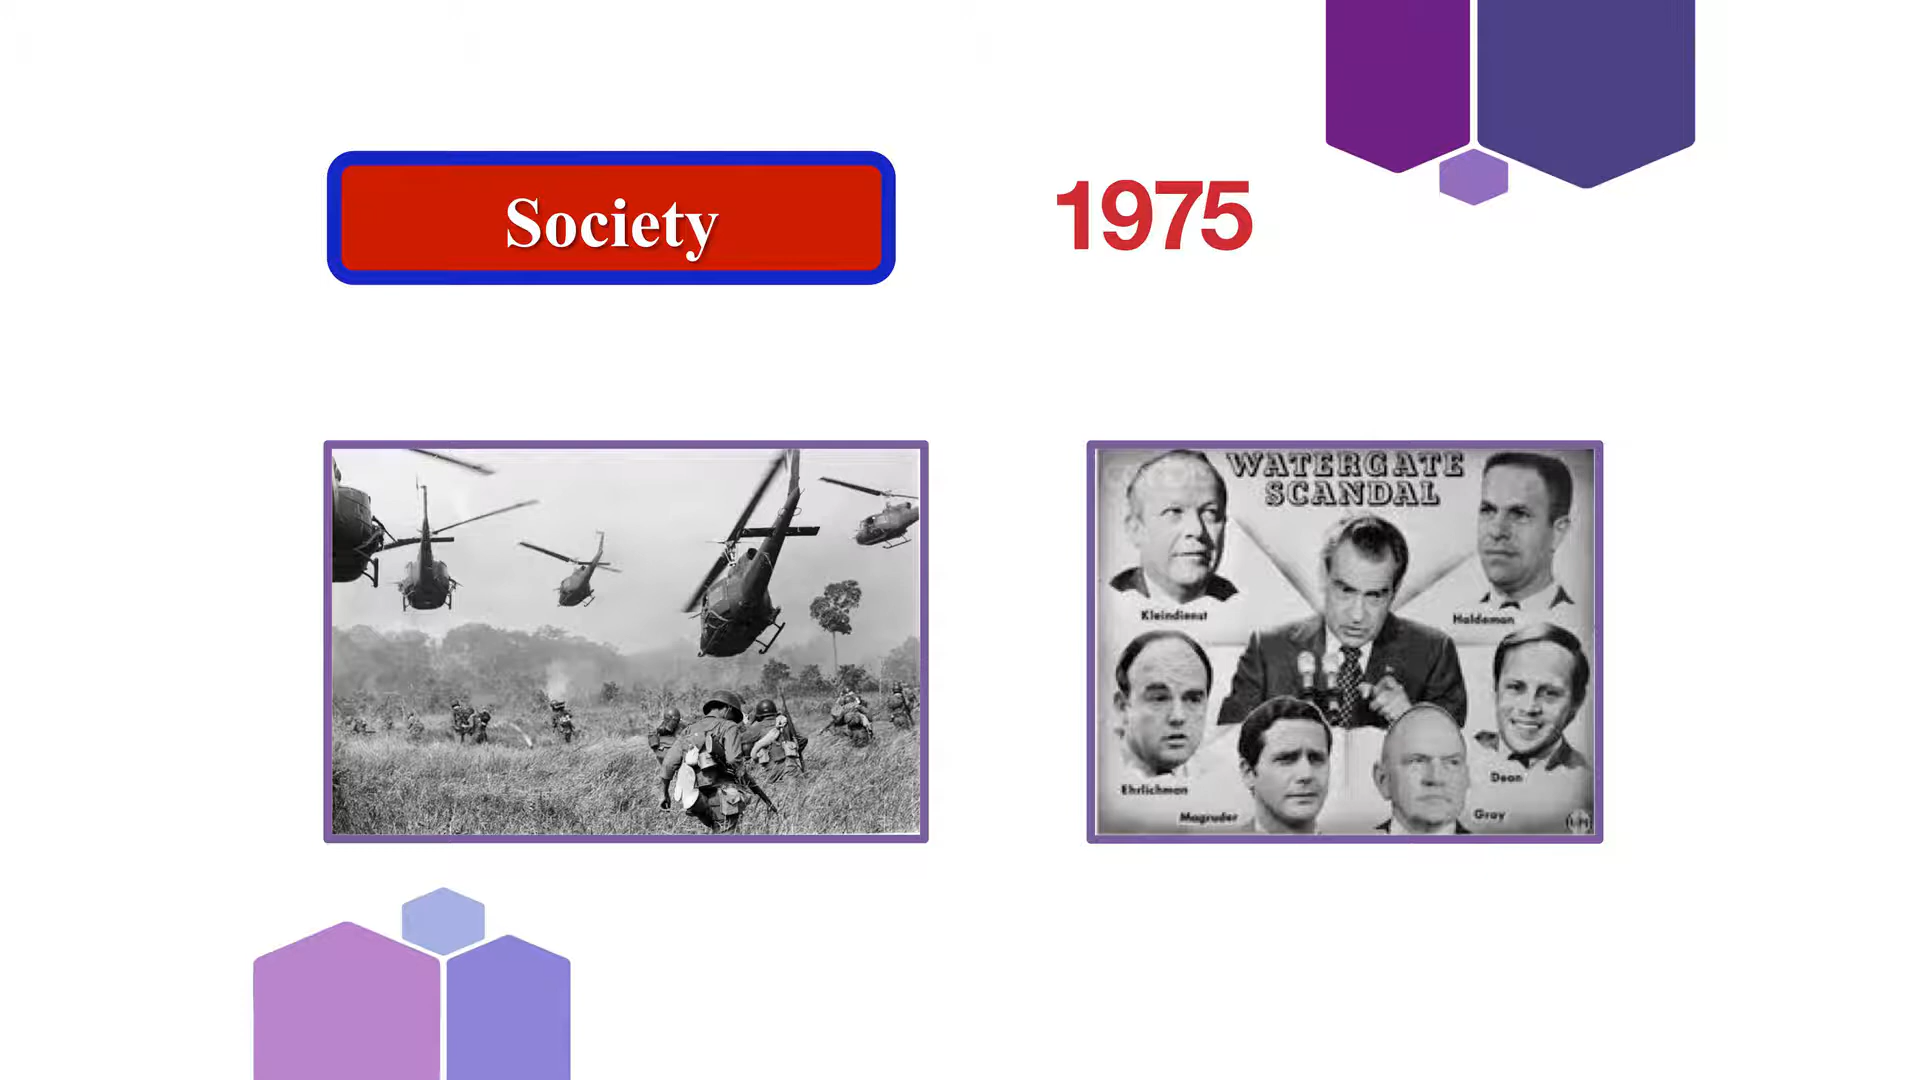 Society
1975
WATERGATE
SCANDAL
Kleindienst
Haldeman
Ehrlichman
Dean
Magruder
Gray